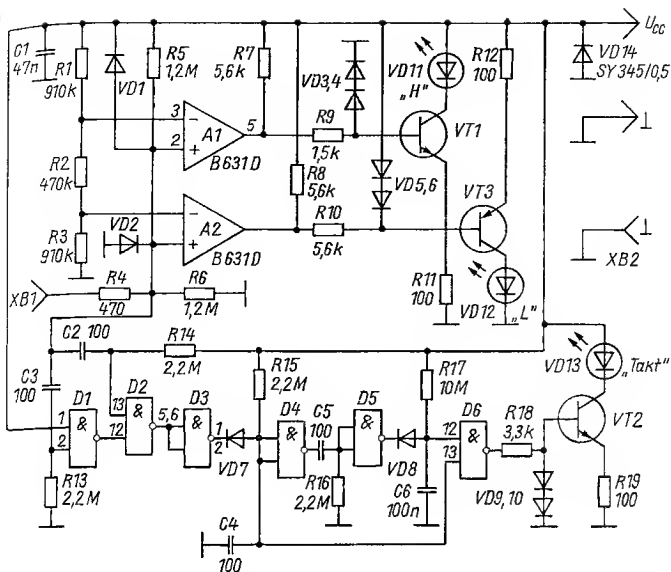 U_CC
C1
47n
R1
910k
VD1
R5
1,2M
R7
5,6k
VD3,4
VD11
„H"
R12
100
VD14
SY345/0,5
3
2
A1
5
B631D
R9
1,5k
VT1
⊥
R2
470k
R8
5,6k
VD5,6
VT3
R3
910k
VD2
A2
B631D
R10
5,6k
⊥
XB2
XB1
R4
470
R6
1,2M
R11
100
VD12
„L"
C2 100
R14
2,2M
R15
2,2M
R17
10M
VD13
„Takt"
C3
100
D1
D2
D3
D4
C5
100
D5
D6
R18
3,3k
VT2
1
2
&
13
12
&
5,6
&
1
2
VD7
&
&
VD8
12
13
&
R13
2,2M
R16
2,2M
C6
100n
VD9,10
R19
100
C4
100